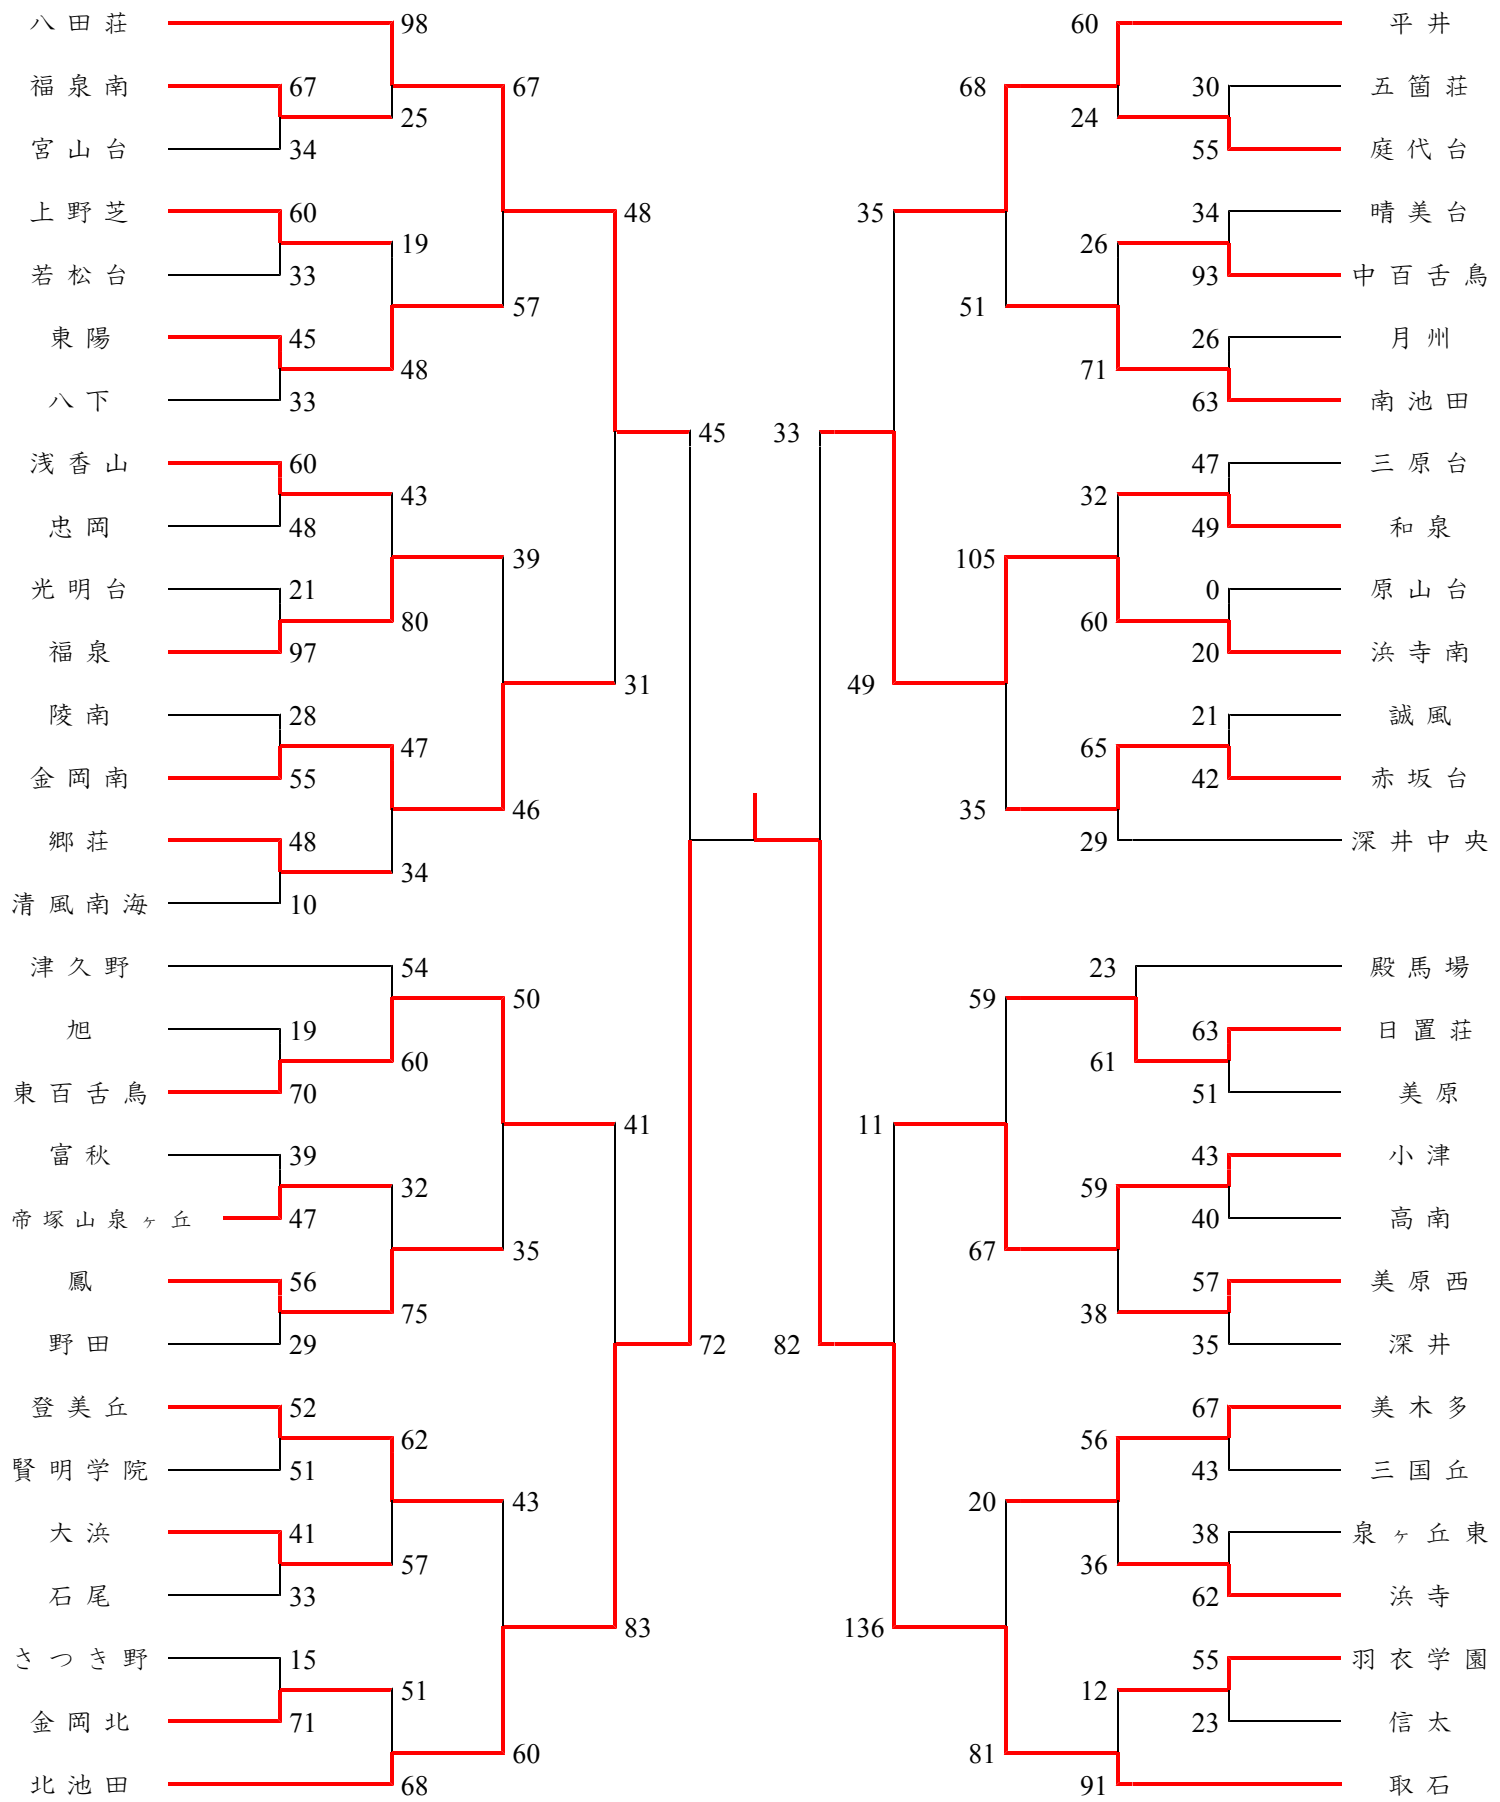 八田荘 98 60 平井
福泉南 67 67 68 30 五箇荘
25 24
宮山台 34 55 庭代台
上野芝 60 48 35 34 晴美台
19 26
若松台 33 93 中百舌鳥
57 51
東陽 45 26 月州
48 71
八下 33 63 南池田
45 33
浅香山 60 47 三原台
43 32
忠岡 48 49 和泉
39 105
光明台 21 0 原山台
80 60
福泉 97 20 浜寺南
31 49
陵南 28 21 誠風
47 65
金岡南 55 42 赤坂台
46 35
郷荘 48 29 深井中央
34
清風南海 10
津久野 54 23 殿馬場
50 59
旭 19 63 日置荘
60 61
東百舌鳥 70 51 美原
41 11
富秋 39 43 小津
32 59
帝塚山泉ヶ丘 47 40 高南
35 67
鳳 56 57 美原西
75 38
野田 29 72 82 35 深井
登美丘 52 67 美木多
62 56
賢明学院 51 43 三国丘
43 20
大浜 41 38 泉ヶ丘東
57 36
石尾 33 62 浜寺
83 136
さつき野 15 55 羽衣学園
51 12
金岡北 71 23 信太
60 81
北池田 68 91 取石